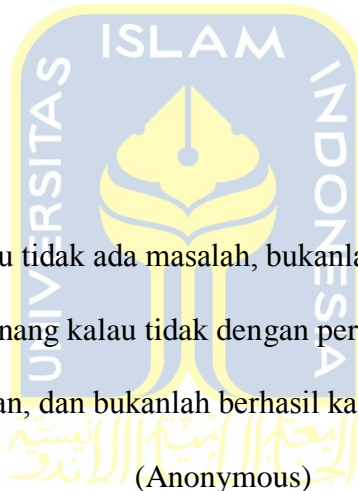 ISLAM
UNIVERSITAS
INDONESIA
u tidak ada masalah, bukanla
nang kalau tidak dengan per
an, dan bukanlah berhasil ka
(Anonymous)